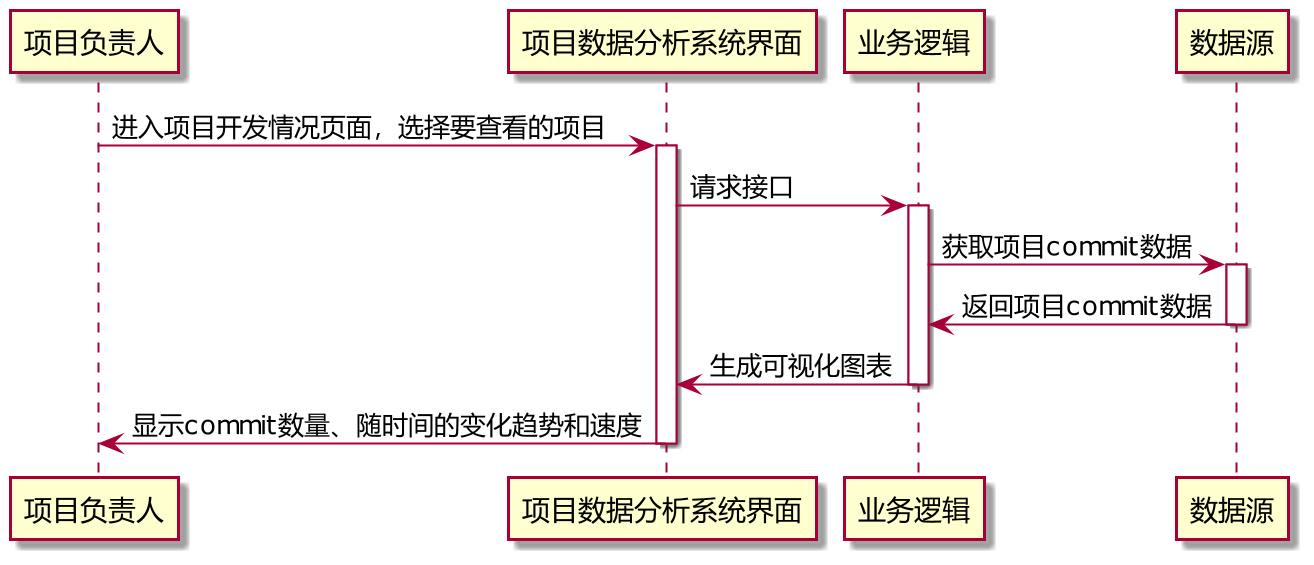 项目负责人
项目数据分析系统界面
业务逻辑
数据源
进入项目开发情况页面，选择要查看的项目
请求接口
获取项目commit数据
返回项目commit数据
生成可视化图表
显示commit数量、随时间的变化趋势和速度
项目负责人
项目数据分析系统界面
业务逻辑
数据源